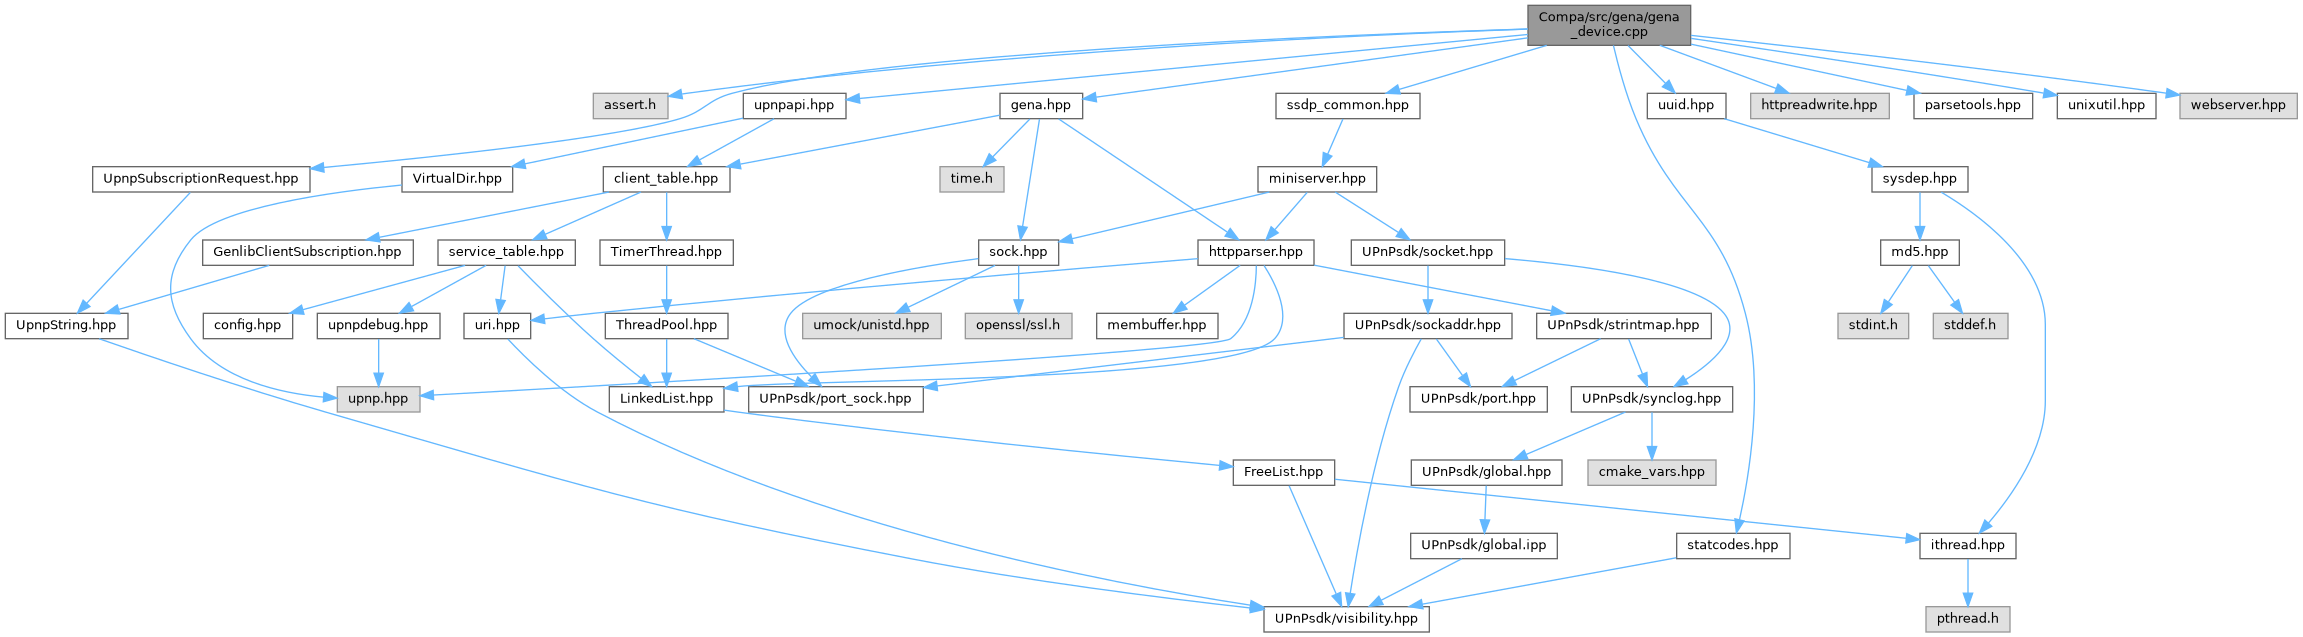 Compa/src/gena/gena
_device.cpp
assert.h
upnpapi.hpp
gena.hpp
ssdp_common.hpp
uuid.hpp
httpreadwrite.hpp
parsetools.hpp
unixutil.hpp
webserver.hpp
UpnpSubscriptionRequest.hpp
VirtualDir.hpp
client_table.hpp
time.h
miniserver.hpp
sysdep.hpp
GenlibClientSubscription.hpp
service_table.hpp
TimerThread.hpp
sock.hpp
httpparser.hpp
UPnPsdk/socket.hpp
md5.hpp
UpnpString.hpp
config.hpp
upnpdebug.hpp
uri.hpp
ThreadPool.hpp
umock/unistd.hpp
openssl/ssl.h
membuffer.hpp
UPnPsdk/sockaddr.hpp
UPnPsdk/strintmap.hpp
stdint.h
stddef.h
upnp.hpp
LinkedList.hpp
UPnPsdk/port_sock.hpp
UPnPsdk/port.hpp
UPnPsdk/synclog.hpp
FreeList.hpp
UPnPsdk/global.hpp
cmake_vars.hpp
UPnPsdk/global.ipp
statcodes.hpp
ithread.hpp
UPnPsdk/visibility.hpp
pthread.h